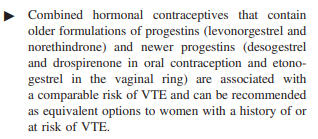 ▶ Combined hormonal contraceptives that contain
older formulations of progestins (levonorgestrel and
norethindrone) and newer progestins (desogestrel
and drospirenone in oral contraception and etono-
gestrel in the vaginal ring) are associated with
a comparable risk of VTE and can be recommended
as equivalent options to women with a history of or
at risk of VTE.